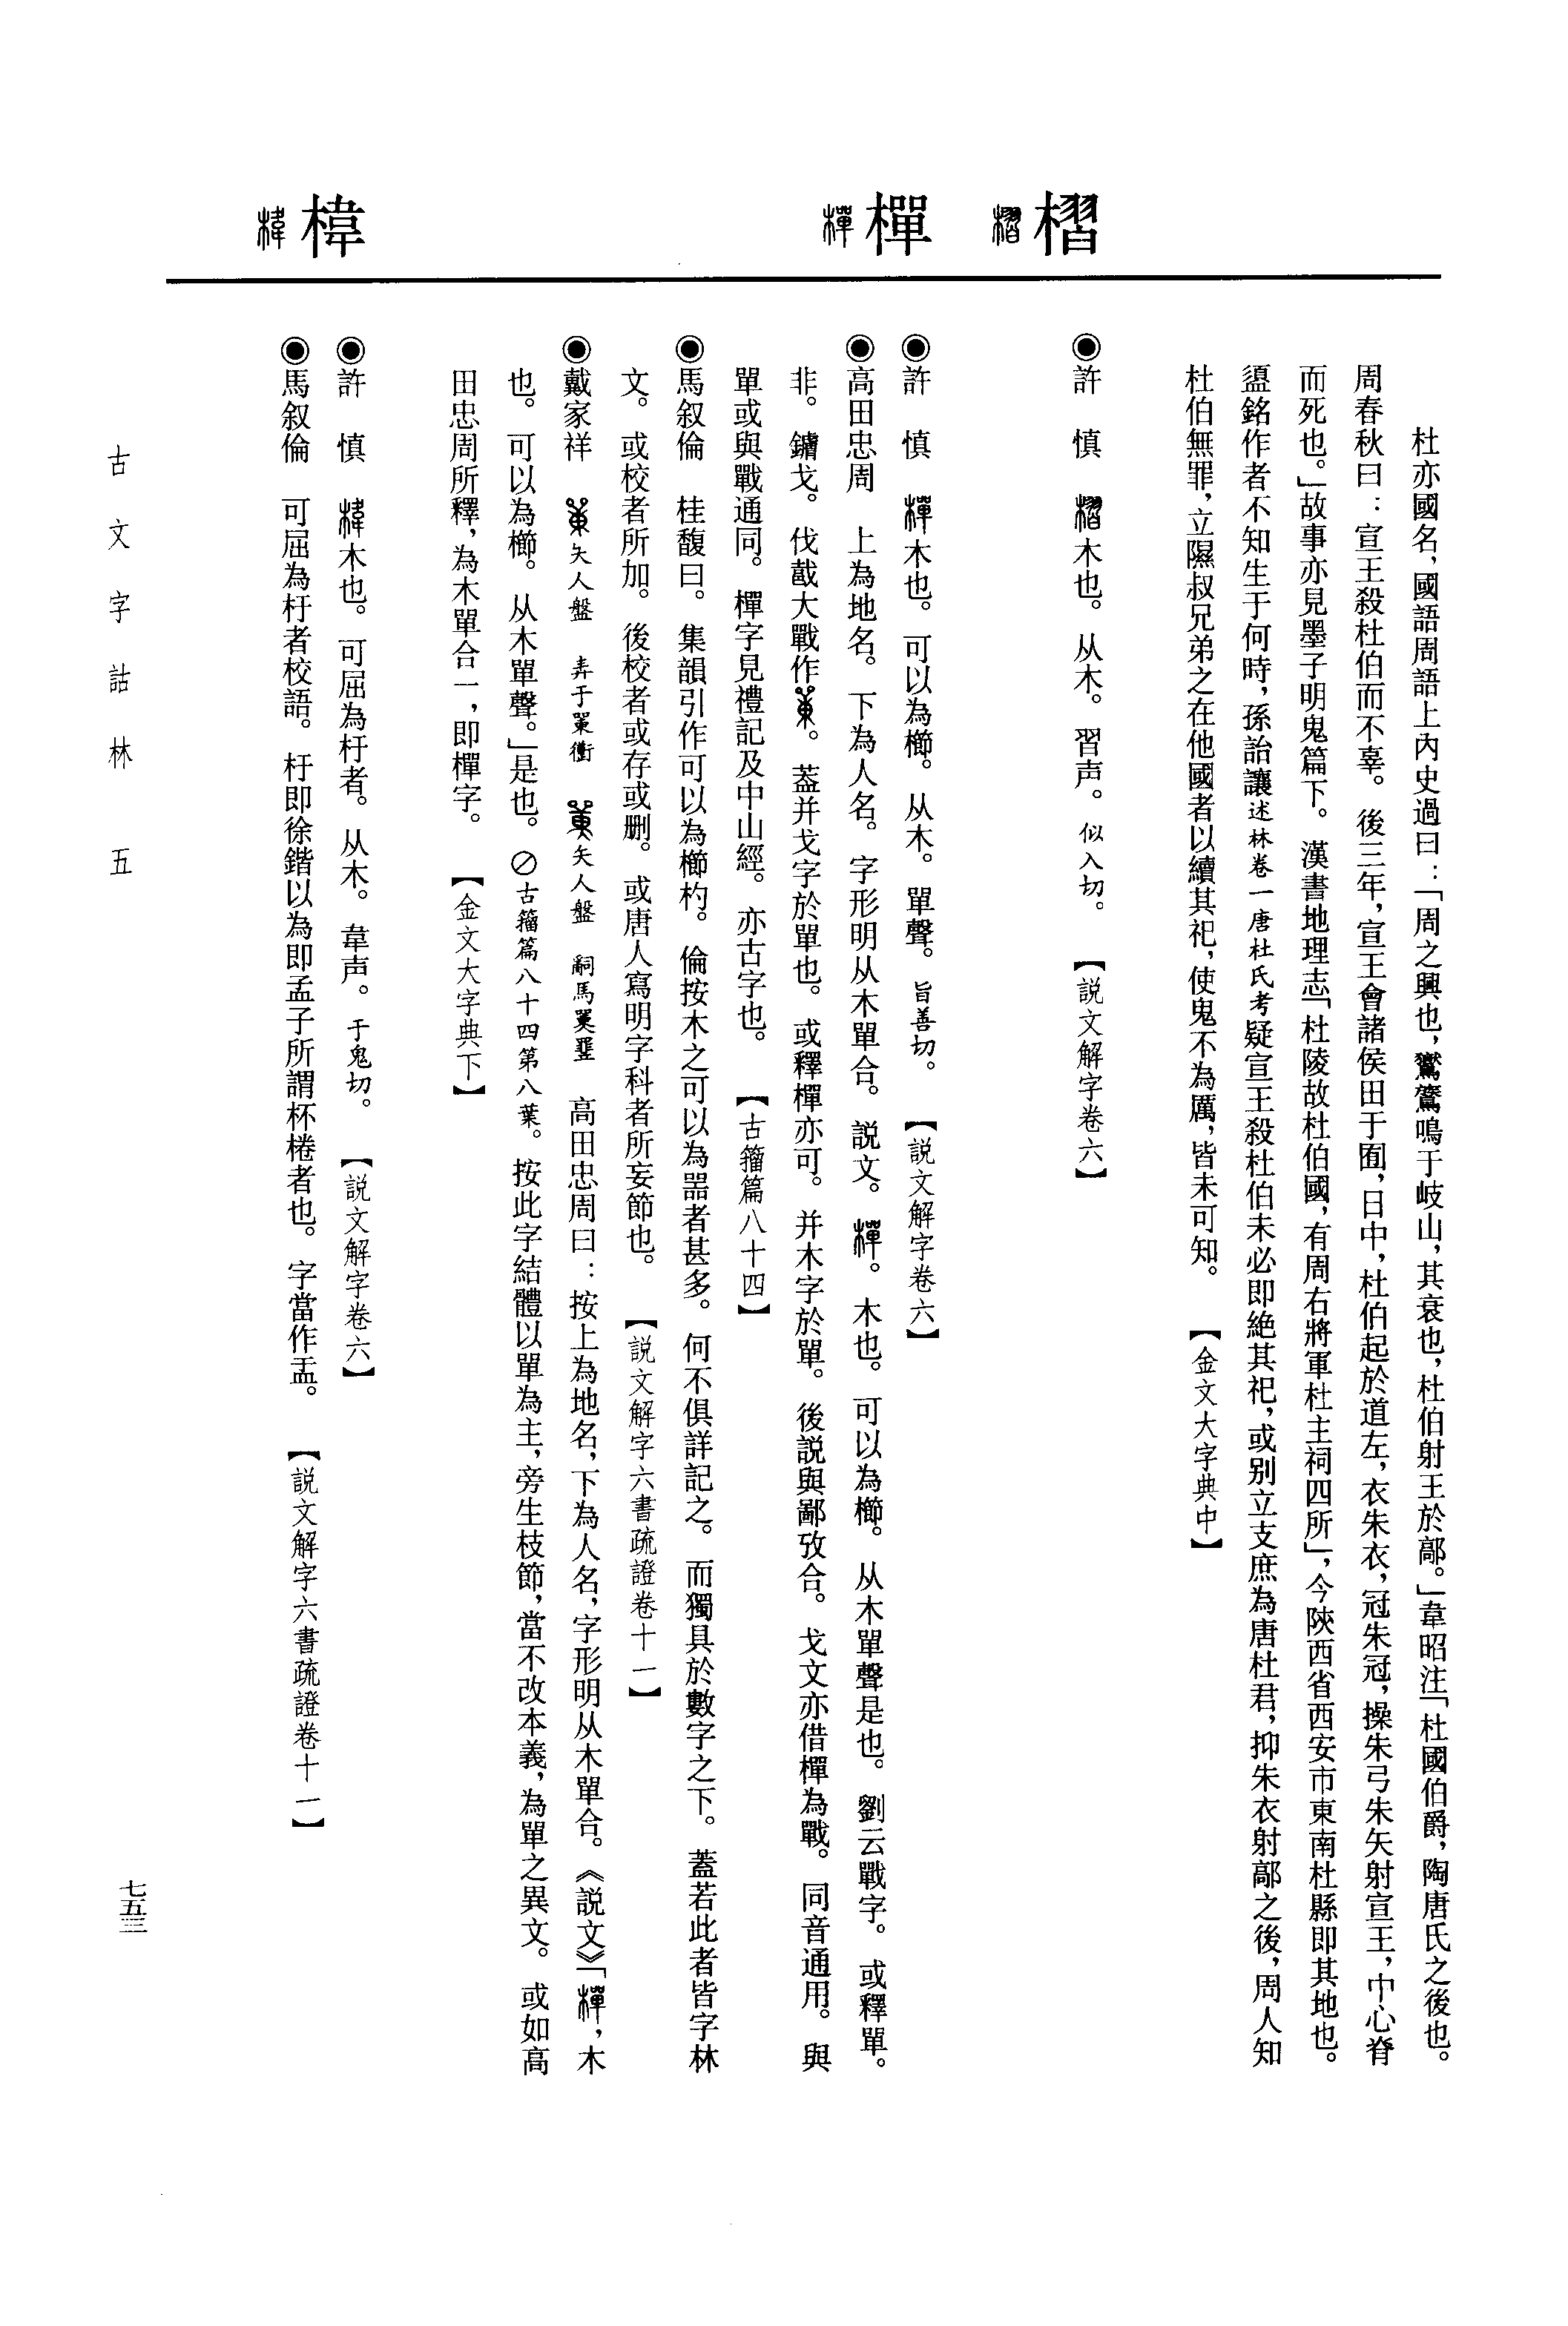 槢
樿
樟
杜亦國名，國語周語上內史過曰：「周之興也，鸑鷟鳴于岐山，其衰也，杜伯射王於鄗。」韋昭注「杜國伯爵，陶唐氏之後也。
周春秋曰：宣王殺杜伯而不辜。後三年，宣王會諸侯田于囿，日中，杜伯起於道左，衣朱衣，冠朱冠，操朱弓朱矢射宣王，中心脊
而死也。」故事亦見墨子明鬼篇下。漢書地理志「杜陵故杜伯國，有周右將軍杜主祠四所」，今陝西省西安市東南杜縣即其地也。
盨銘作者不知生于何時，孫詒讓述林卷一唐杜氏考疑宣王殺杜伯未必即絕其祀，或別立支庶為唐杜君，抑朱衣射鄗之後，周人知
杜伯無罪，立隰叔兄弟之在他國者以續其祀，使鬼不為厲，皆未可知。【金文大字典中】
◉許　慎　槢木也。从木。習声。似入切。【説文解字卷六】
◉許　慎　樿木也。可以為櫛。从木。單聲。旨善切。【説文解字卷六】
◉高田忠周　上為地名。下為人名。字形明从木單合。説文。樿。木也。可以為櫛。从木單聲是也。劉云戰字。或釋單。
非。鏽戈。伐戬大戰作。葢并戈字於單也。或釋樿亦可。并木字於單。後説與鄙攷合。戈文亦借樿為戰。同音通用。與
單或與戰通同。樿字見禮記及中山經。亦古字也。【古籀篇八十四】
◉馬叙倫　桂馥曰。集韻引作可以為櫛杓。倫按木之可以為噐者甚多。何不俱詳記之。而獨具於數字之下。蓋若此者皆字林
文。或校者所加。後校者或存或删。或唐人寫明字科者所妄節也。【説文解字六書疏證卷十一】
◉戴家祥　矢人盤　于衝　矢人盤　嗣馬　高田忠周曰：按上為地名，下為人名，字形明从木單合。《説文》「樿，木
也。可以為櫛。从木單聲。」是也。⊘古籀篇八十四第八葉。按此字結體以單為主，旁生枝節，當不改本義，為單之異文。或如高
田忠周所釋，為木單合一，即樿字。【金文大字典下】
◉許　慎　椲木也。可屈為杅者。从木。韋声。于鬼切。【説文解字卷六】
◉馬叙倫　可屈為杅者校語。杅即徐鍇以為即孟子所謂杯棬者也。字當作盂。【説文解字六書疏證卷十一】
古文字詁林　五
七五三